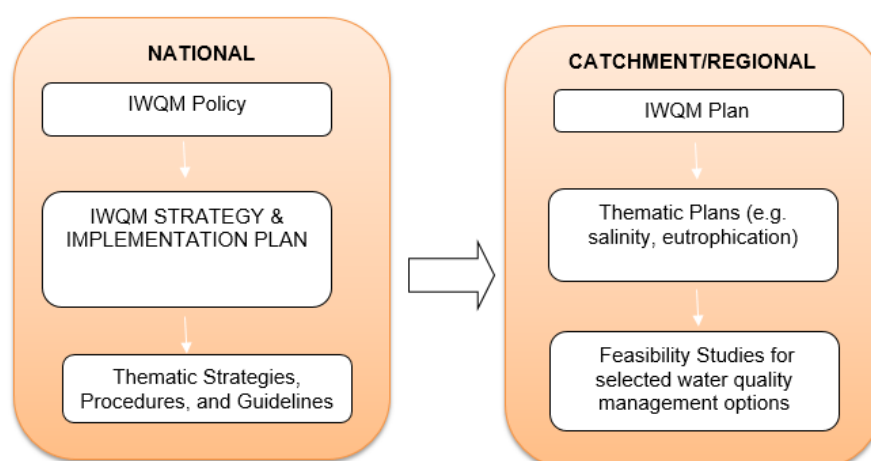 NATIONAL
IWQM Policy
IWQM STRATEGY &
IMPLEMENTATION PLAN
Thematic Strategies,
Procedures, and Guidelines
CATCHMENT/REGIONAL
IWQM Plan
Thematic Plans (e.g.
salinity, eutrophication)
Feasibility Studies for
selected water quality
management options